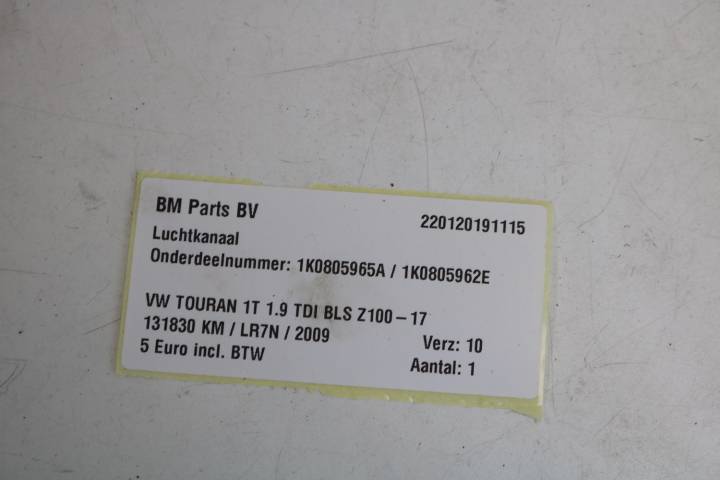 BM Parts BV 220120191115
Luchtkanaal
Onderdeelnummer: 1K0805965A / 1K0805962E
VW TOURAN 1T 1.9 TDI BLS Z100-17
131830 KM / LR7N / 2009 Verz: 10
5 Euro incl. BTW Aantal: 1